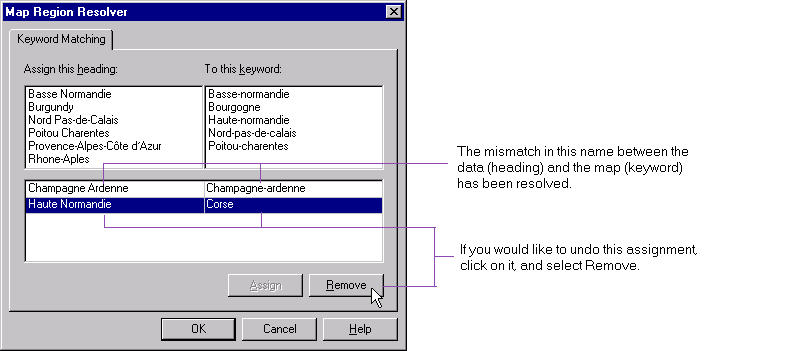 Map Region Resolver
Keyword Matching
Assign this heading:
To this keyword:
Basse Normandie
Burgundy
Nord Pas-de-Calais
Poitou Charentes
Provence-Alpes-Côte d'Azur
Rhone-Aples
Basse-normandie
Bourgogne
Haute-normandie
Nord-pas-de-calais
Poitou-charentes
Champagne Ardenne Champagne-ardenne
Haute Normandie Corse
Assign Remove
OK Cancel Help
The mismatch in this name between the
data (heading) and the map (keyword)
has been resolved.
If you would like to undo this assignment,
click on it, and select Remove.